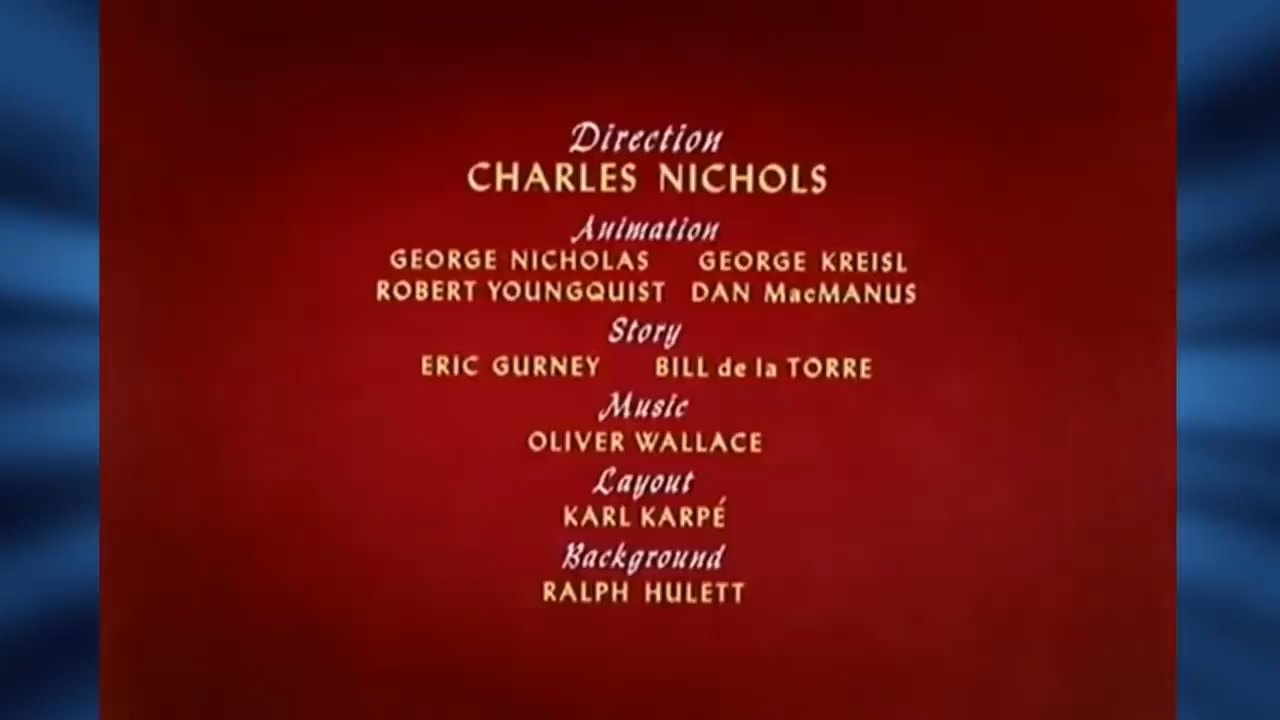 Direction
CHARLES NICHOLS
Animation
GEORGE NICHOLAS GEORGE KREISL
ROBERT YOUNGQUIST DAN MacMANUS
Story
ERIC GURNEY BILL de la TORRE
Music
OLIVER WALLACE
Layout
KARL KARPÉ
Background
RALPH HULETT